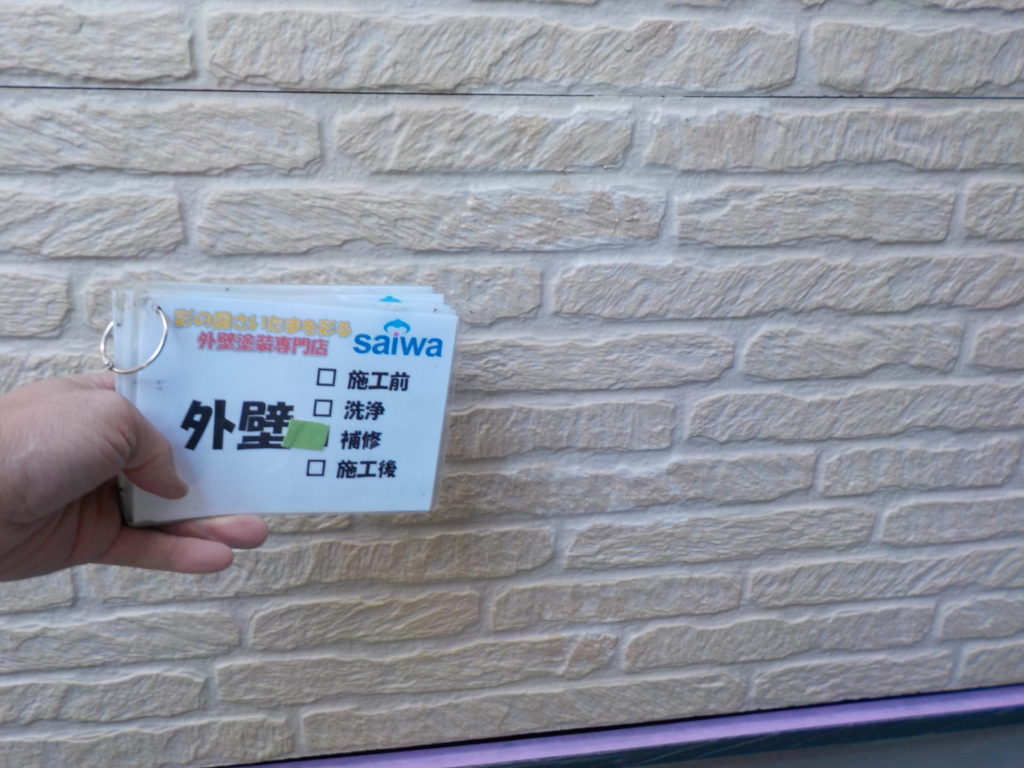 彩の国さいたまを彩る
外壁塗装専門店
saiwa
外壁
□ 施工前
□ 洗浄
補修
□ 施工後